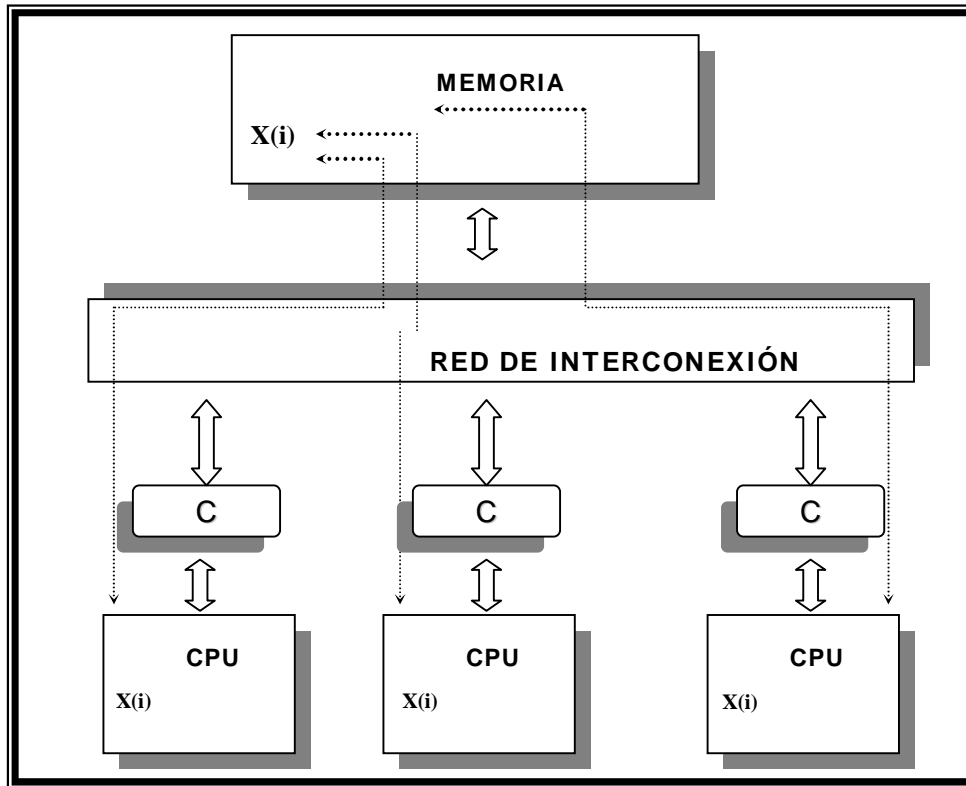 MEMORIA
X(i)
RED DE INTERCONEXIÓN
C
C
C
CPU
CPU
CPU
X(i)
X(i)
X(i)